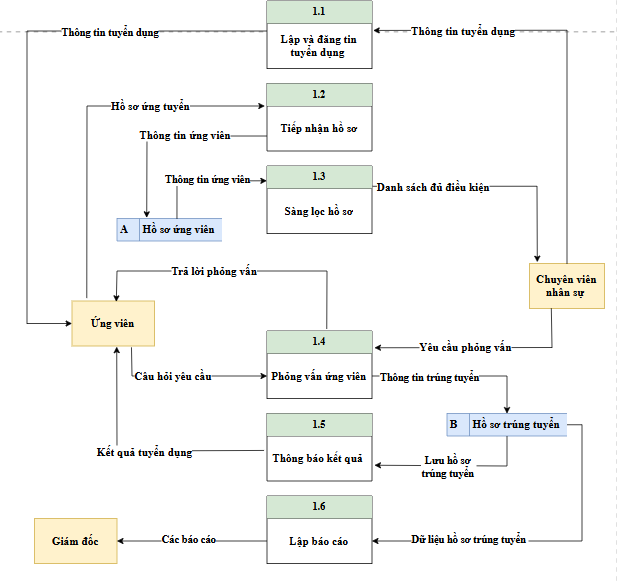 1.1
Thông tin tuyển dụng
Lập và đăng tin
tuyển dụng
Thông tin tuyển dụng
1.2
Hồ sơ ứng tuyển
Tiếp nhận hồ sơ
Thông tin ứng viên
1.3
Thông tin ứng viên
Danh sách đủ điều kiện
Sàng lọc hồ sơ
A
Hồ sơ ứng viên
Trả lời phỏng vấn
Chuyên viên
nhân sự
Ứng viên
1.4
Yêu cầu phỏng vấn
Câu hỏi yêu cầu
Phỏng vấn ứng viên
Thông tin trúng tuyển
B
Hồ sơ trúng tuyển
1.5
Kết quả tuyển dụng
Thông báo kết quả
Lưu hồ sơ
trúng tuyển
1.6
Giám đốc
Các báo cáo
Lập báo cáo
Dữ liệu hồ sơ trúng tuyển